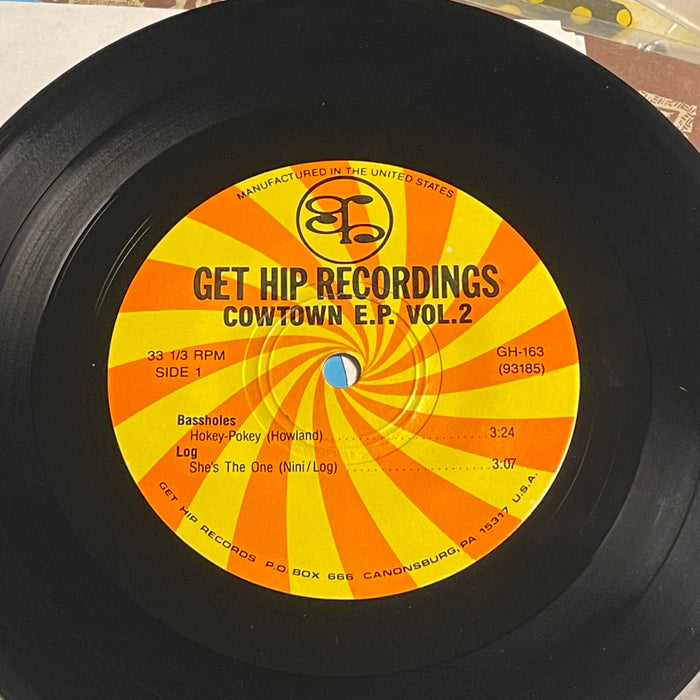 MANUFACTURED IN THE UNITED STATES
GET HIP RECORDINGS
COWTOWN E.P. VOL.2
33 1/3 RPM
SIDE 1
GH-163
(93185)
Bassholes
Hokey-Pokey (Howland) 3:24
Log
She's The One (Nini/Log) 3:07
GET HIP RECORDS P.O. BOX 666 CANONSBURG, PA 15317 U.S.A.